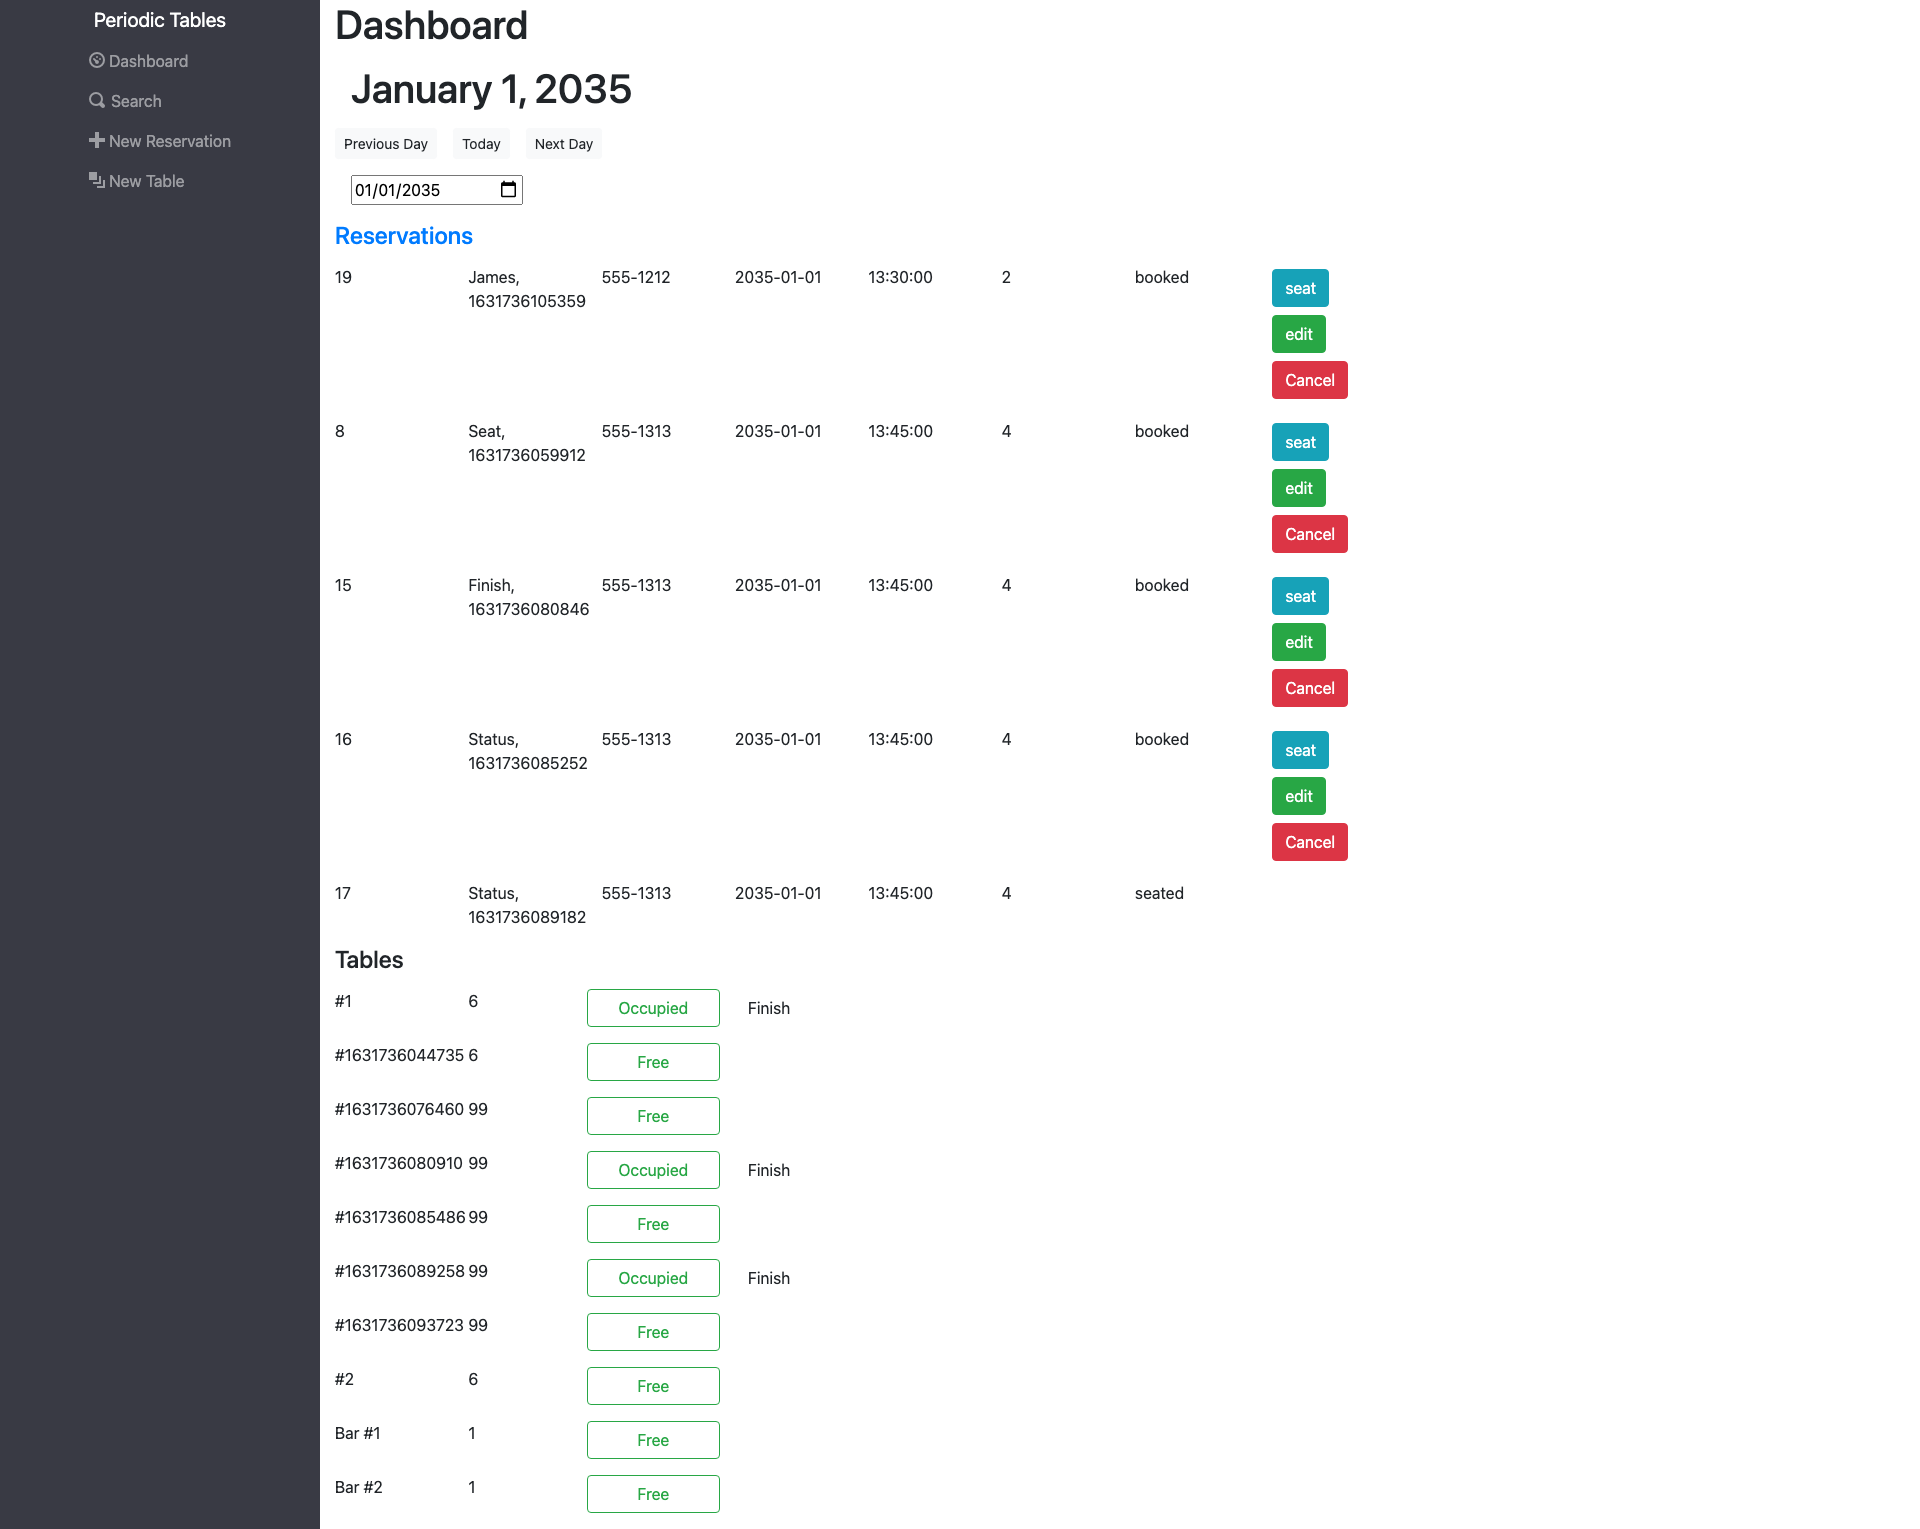 Periodic Tables
Dashboard
Search
New Reservation
New Table
Dashboard
January 1, 2035
Previous Day Today Next Day
01/01/2035
Reservations
19 James, 555-1212 2035-01-01 13:30:00 2 booked seat
1631736105359
edit
Cancel
8 Seat, 555-1313 2035-01-01 13:45:00 4 booked seat
1631736059912
edit
Cancel
15 Finish, 555-1313 2035-01-01 13:45:00 4 booked seat
1631736080846
edit
Cancel
16 Status, 555-1313 2035-01-01 13:45:00 4 booked seat
1631736085252
edit
Cancel
17 Status, 555-1313 2035-01-01 13:45:00 4 seated
1631736089182
Tables
#1 6 Occupied Finish
#1631736044735 6 Free
#1631736076460 99 Free
#1631736080910 99 Occupied Finish
#1631736085486 99 Free
#1631736089258 99 Occupied Finish
#1631736093723 99 Free
#2 6 Free
Bar #1 1 Free
Bar #2 1 Free